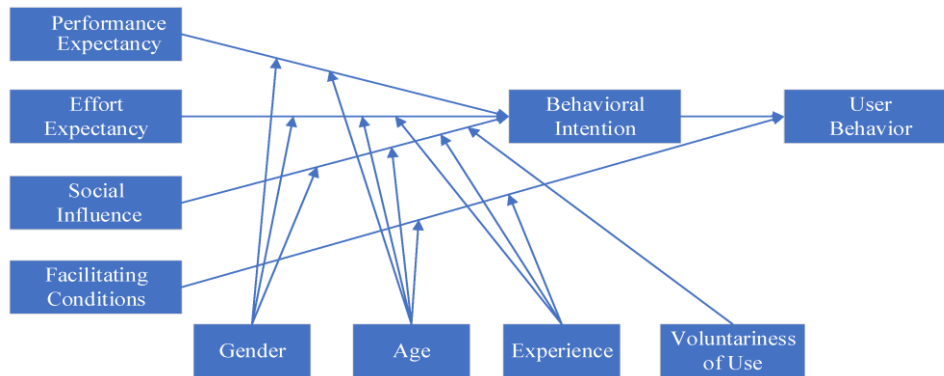 Performance
Expectancy
Effort
Expectancy
Behavioral
Intention
User
Behavior
Social
Influence
Facilitating
Conditions
Gender
Age
Experience
Voluntariness
of Use